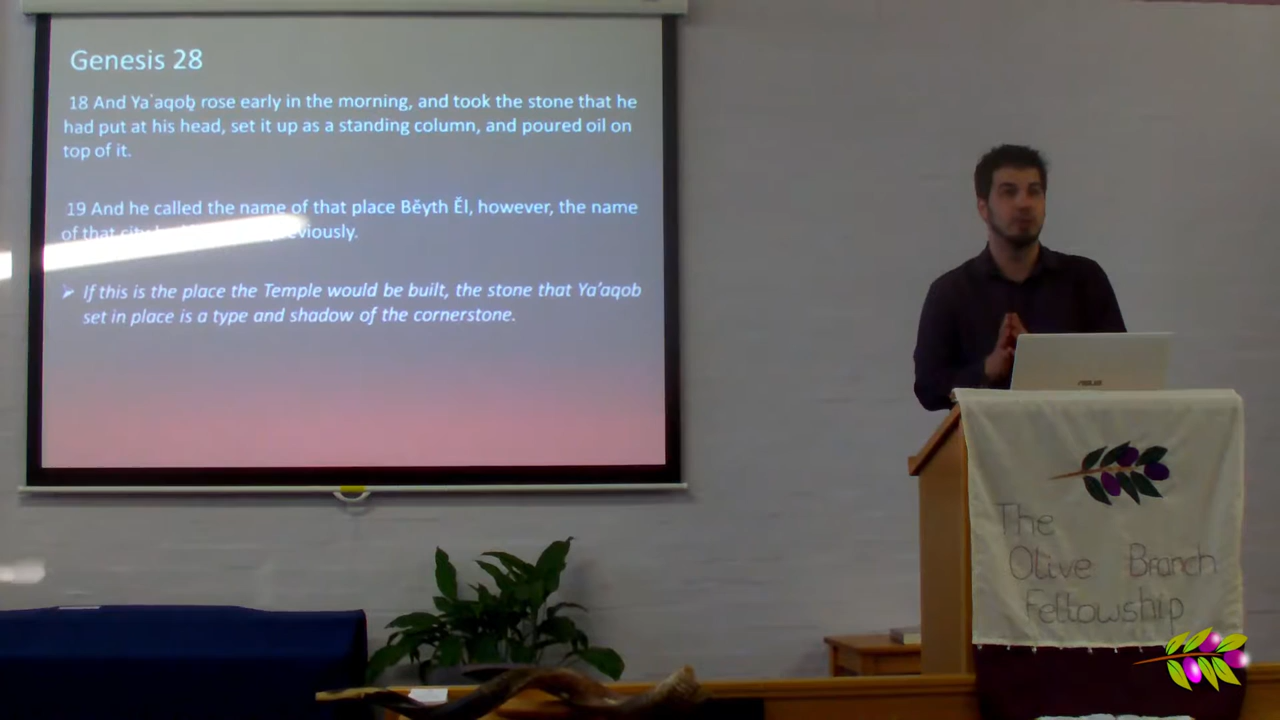 Genesis 28
18 And Ya῾aqoḇ rose early in the morning, and took the stone that he
had put at his head, set it up as a standing column, and poured oil on
top of it.
19 And he called the name of that place Bĕyth Ĕl, however, the name
of that
➢ If this is the place the Temple would be built, the stone that Ya’aqob
set in place is a type and shadow of the cornerstone.
ASUS
The
Olive Branch
Fellowship